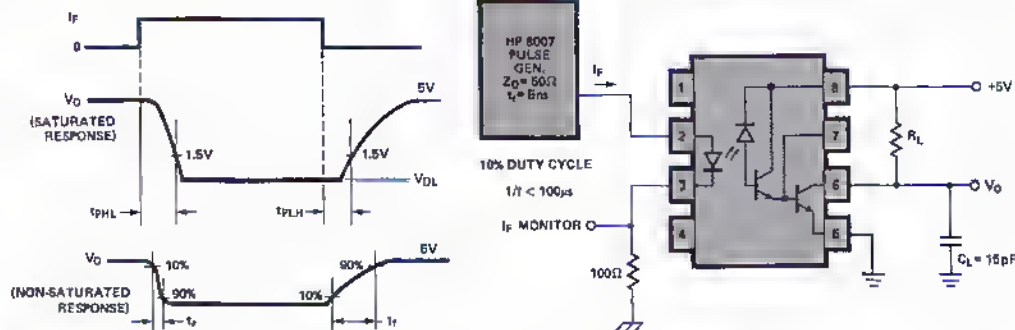 IF
0
VO
(SATURATED
RESPONSE)
5V
1.5V
1.5V
VOL
tPHL
tPLH
VO
(NON-SATURATED
RESPONSE)
10%
90%
10%
90%
5V
tf
HP 8007
PULSE
GEN.
ZO = 50Ω
tr = 5ns
IF
10% DUTY CYCLE
1/f < 100µs
IF MONITOR
100Ω
1
2
3
4
8
7
6
5
+5V
RL
VO
CL = 15pF